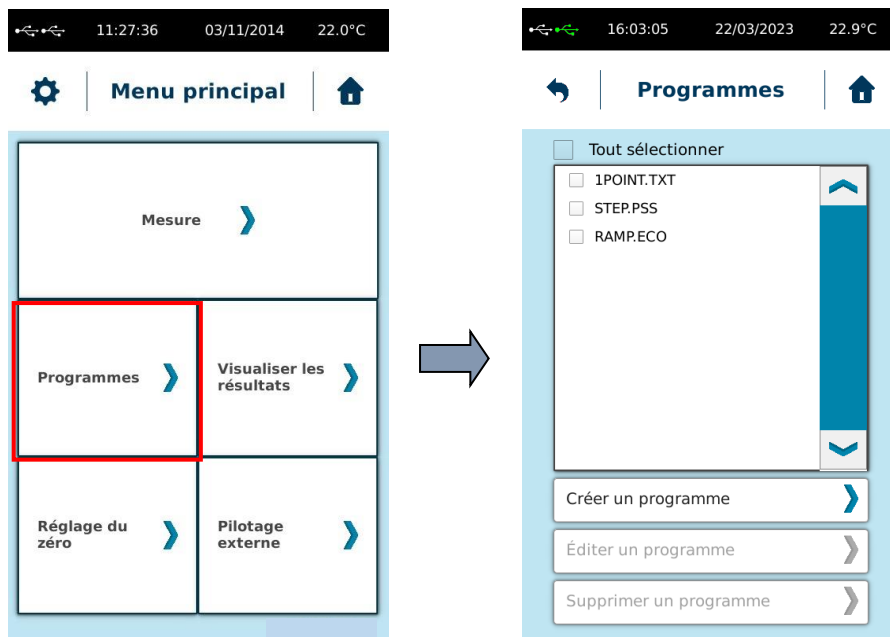 11:27:36 03/11/2014 22.0°C
Menu principal
Mesure
Programmes
Visualiser les
résultats
Réglage du
zéro
Pilotage
externe
16:03:05 22/03/2023 22.9°C
Programmes
Tout sélectionner
1POINT.TXT
STEP.PSS
RAMP.ECO
Créer un programme
Éditer un programme
Supprimer un programme